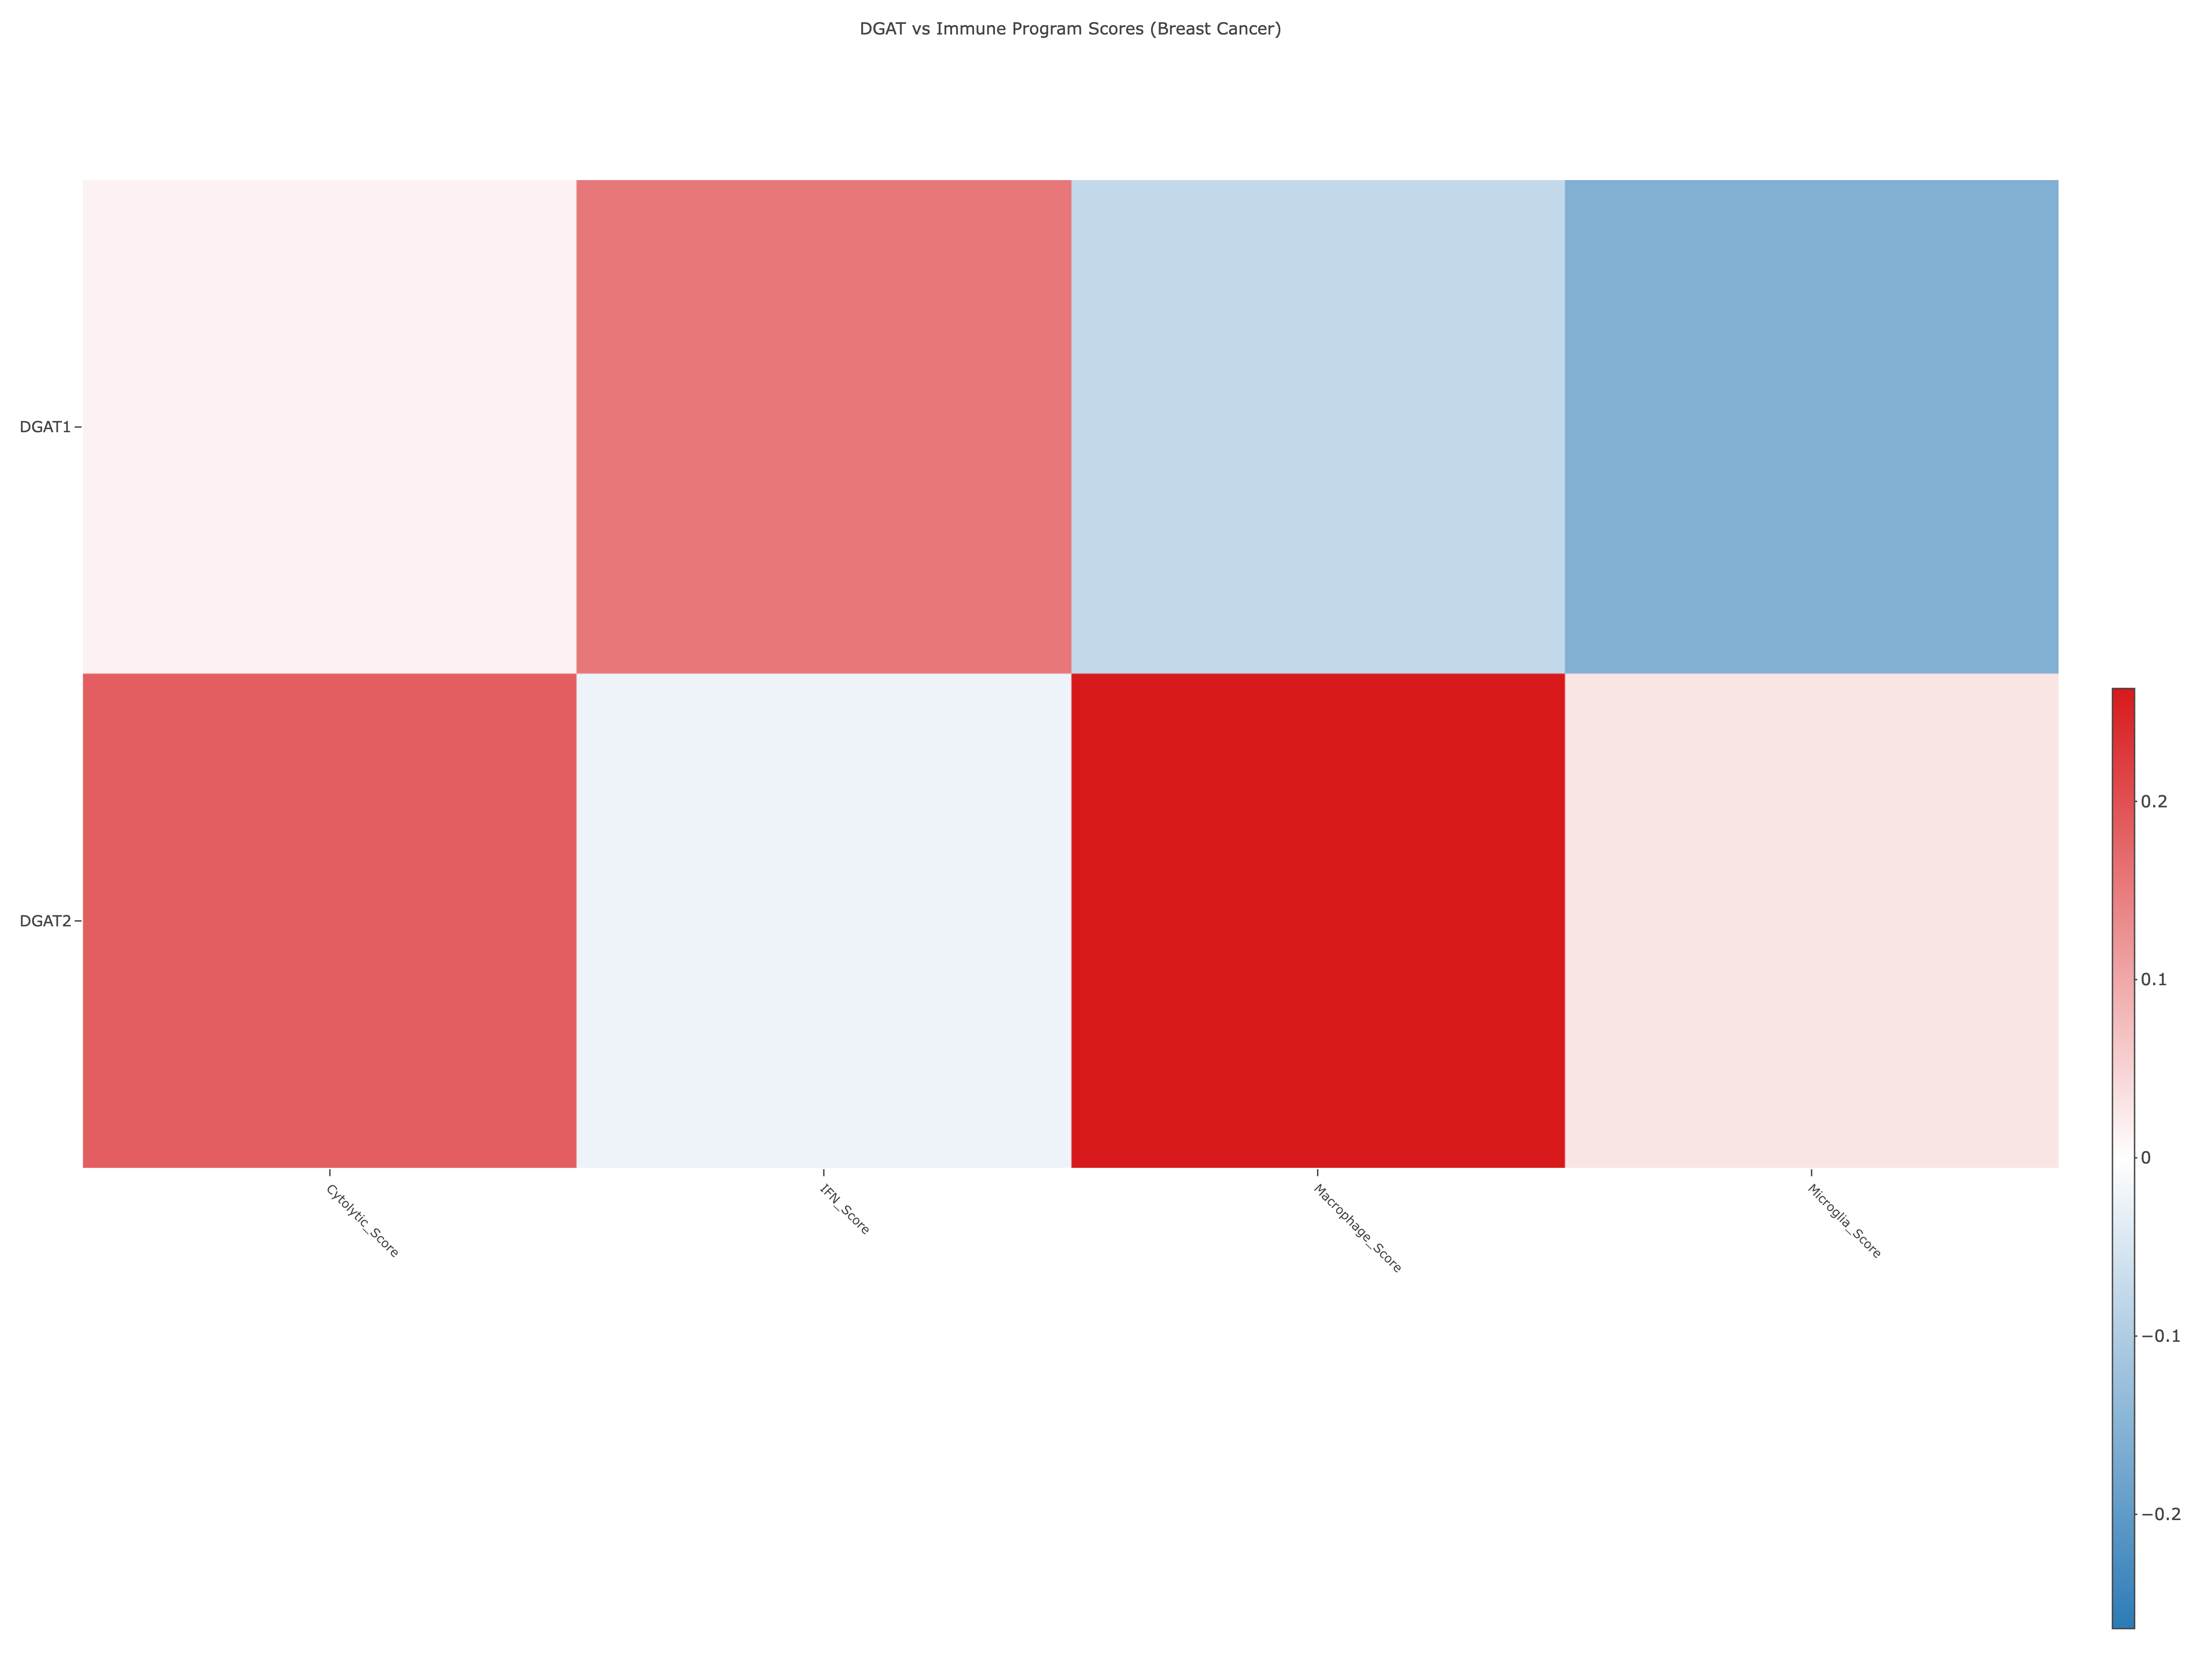 DGAT vs Immune Program Scores (Breast Cancer)
DGAT1
DGAT2
Cytolytic_Score
IFN_Score
Macrophage_Score
Microglia_Score
0.2
0.1
0
−0.1
−0.2